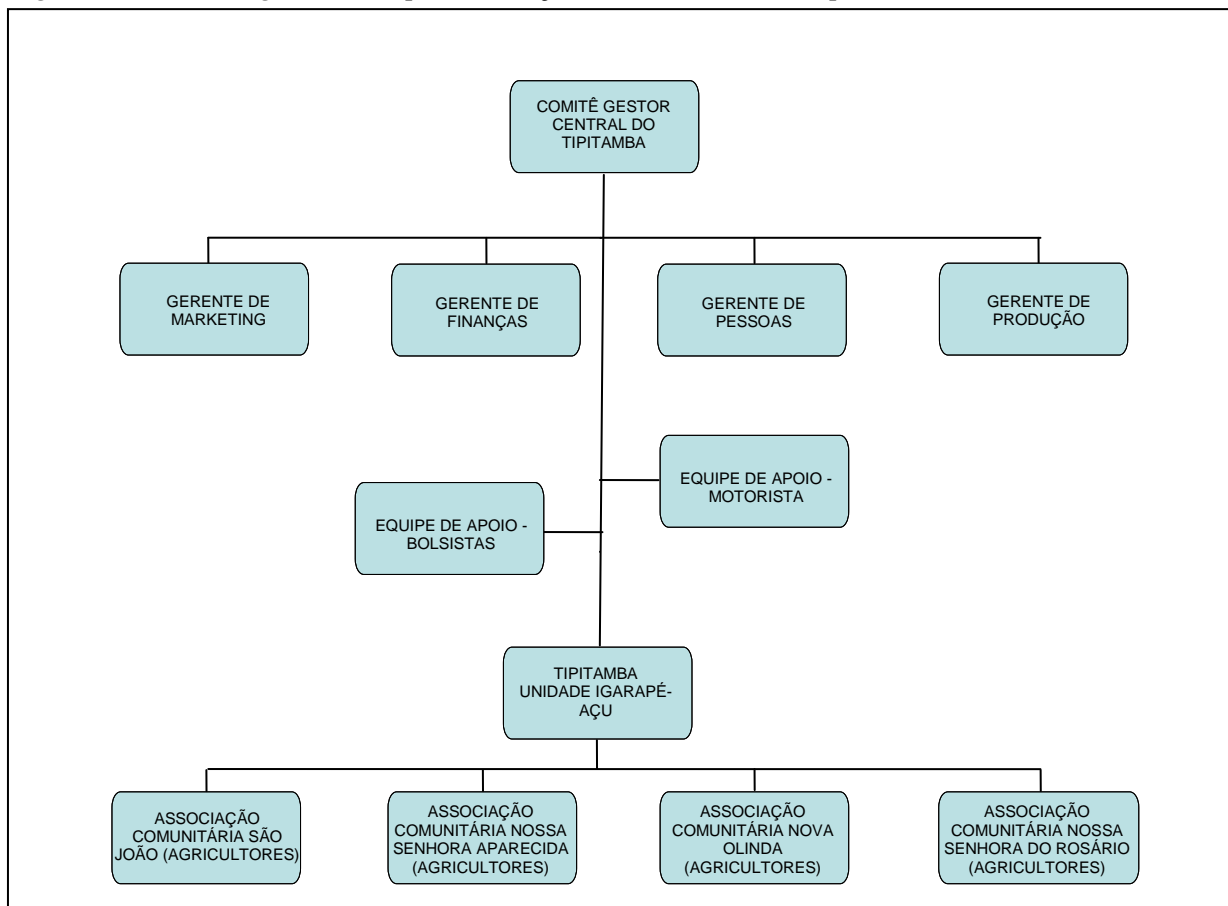 COMITÊ GESTOR
CENTRAL DO
TIPITAMBA
GERENTE DE
MARKETING
GERENTE DE
FINANÇAS
GERENTE DE
PESSOAS
GERENTE DE
PRODUÇÃO
EQUIPE DE APOIO -
MOTORISTA
EQUIPE DE APOIO -
BOLSISTAS
TIPITAMBA
UNIDADE IGARAPÉ-
AÇU
ASSOCIAÇÃO
COMUNITÁRIA SÃO
JOÃO (AGRICULTORES)
ASSOCIAÇÃO
COMUNITÁRIA NOSSA
SENHORA APARECIDA
(AGRICULTORES)
ASSOCIAÇÃO
COMUNITÁRIA NOVA
OLINDA
(AGRICULTORES)
ASSOCIAÇÃO
COMUNITÁRIA NOSSA
SENHORA DO ROSÁRIO
(AGRICULTORES)